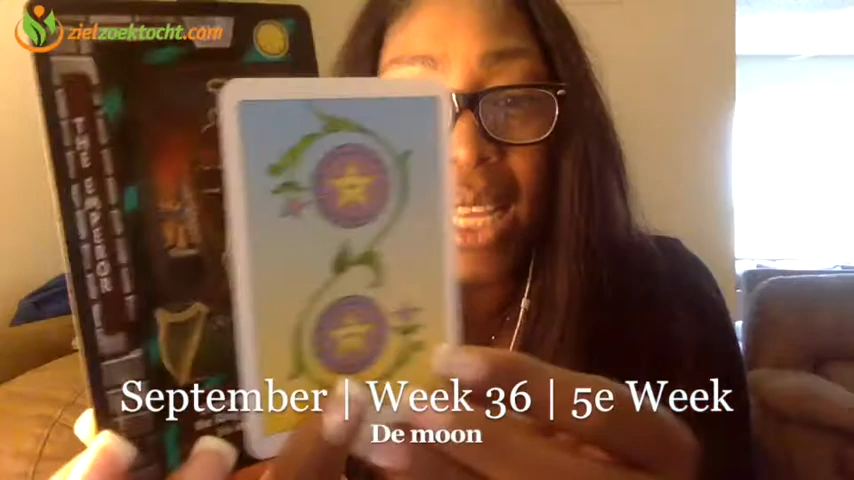 zielzoektocht.com
THE EMPEROR
September | Week 36 | 5e Week
De moon